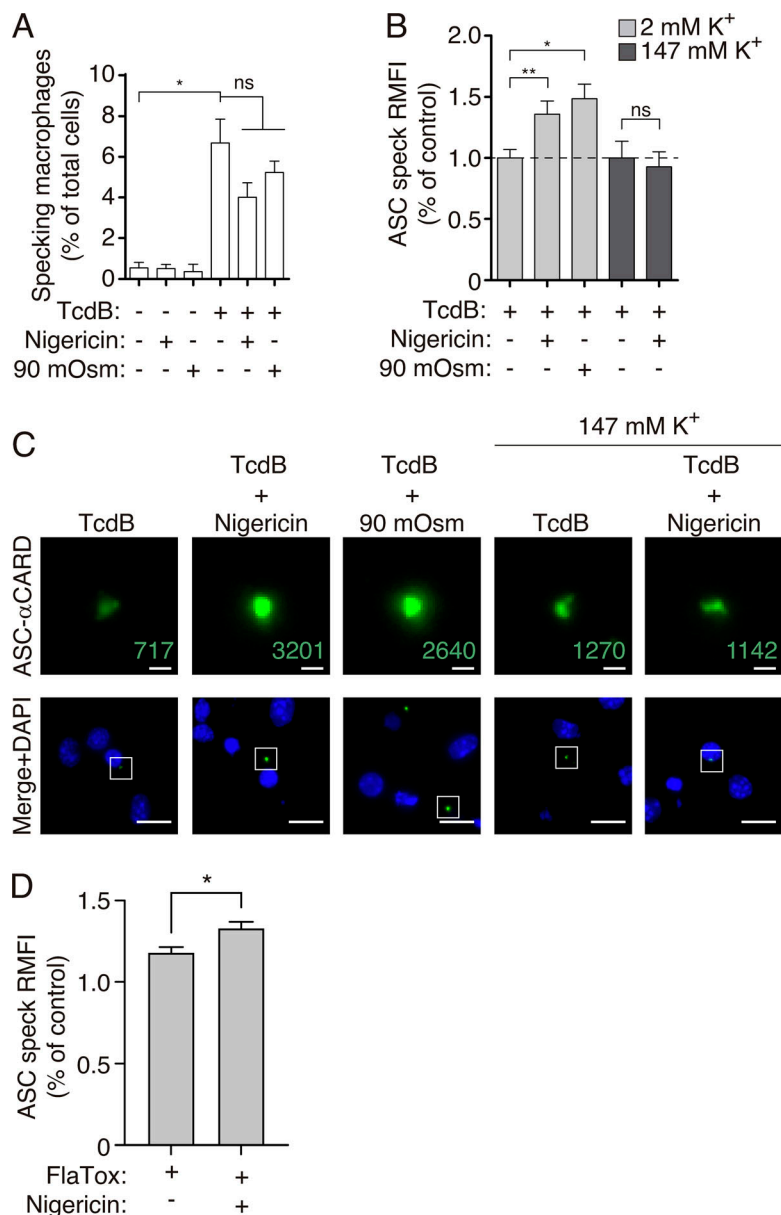 A
Specking macrophages
(% of total cells)
10
8
6
4
2
0
*
ns
TcdB: - - - + + +
Nigericin: - + - - + -
90 mOsm: - - + - - +
B
ASC speck RMFI
(% of control)
2.0
1.5
1.0
0.5
0
2 mM K⁺
147 mM K⁺
*
**
ns
TcdB: + + + + +
Nigericin: - + - - +
90 mOsm: - - + - -
C
147 mM K⁺
TcdB
TcdB + Nigericin
TcdB + 90 mOsm
TcdB
TcdB + Nigericin
ASC-αCARD
717
3201
2640
1270
1142
Merge+DAPI
D
ASC speck RMFI
(% of control)
1.5
1.0
0.5
0
*
FlaTox: + +
Nigericin: - +